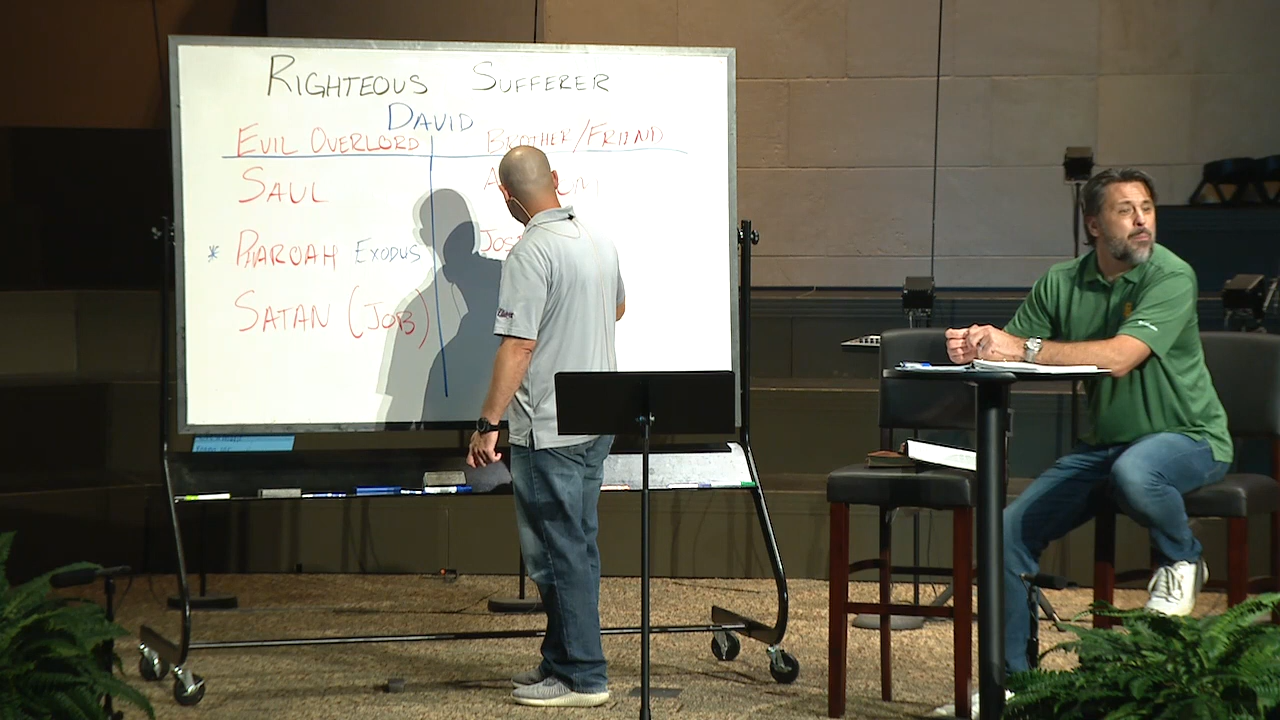 RIGHTEOUS SUFFERER
DAVID
EVIL OVERLORD BROTHER/FRIEND
SAUL
* PHAROAH EXODUS
SATAN (JOB)